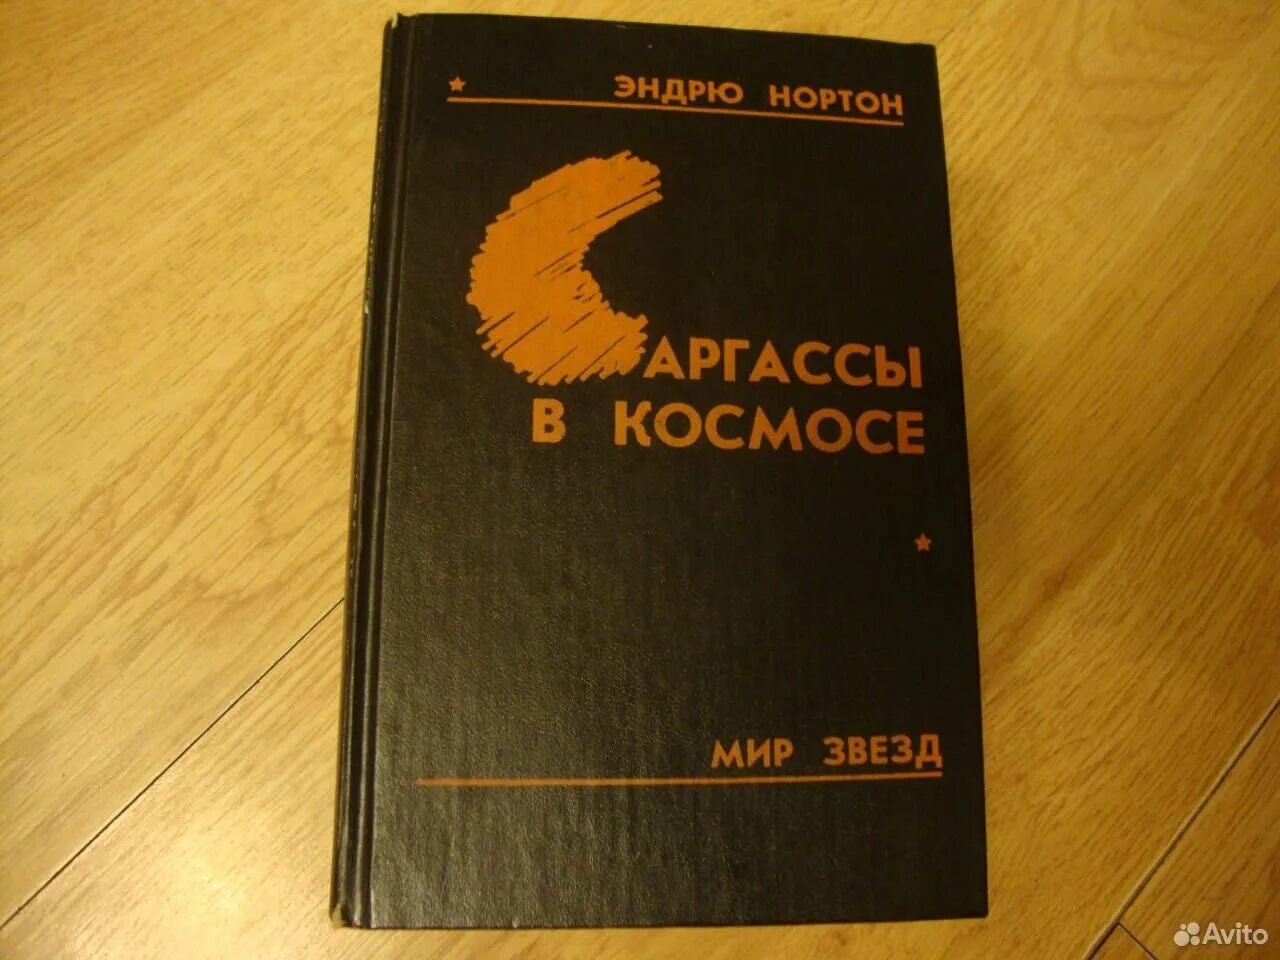 ЭНДРЮ НОРТОН
САРГАССЫ
В КОСМОСЕ
МИР ЗВЕЗД
Avito